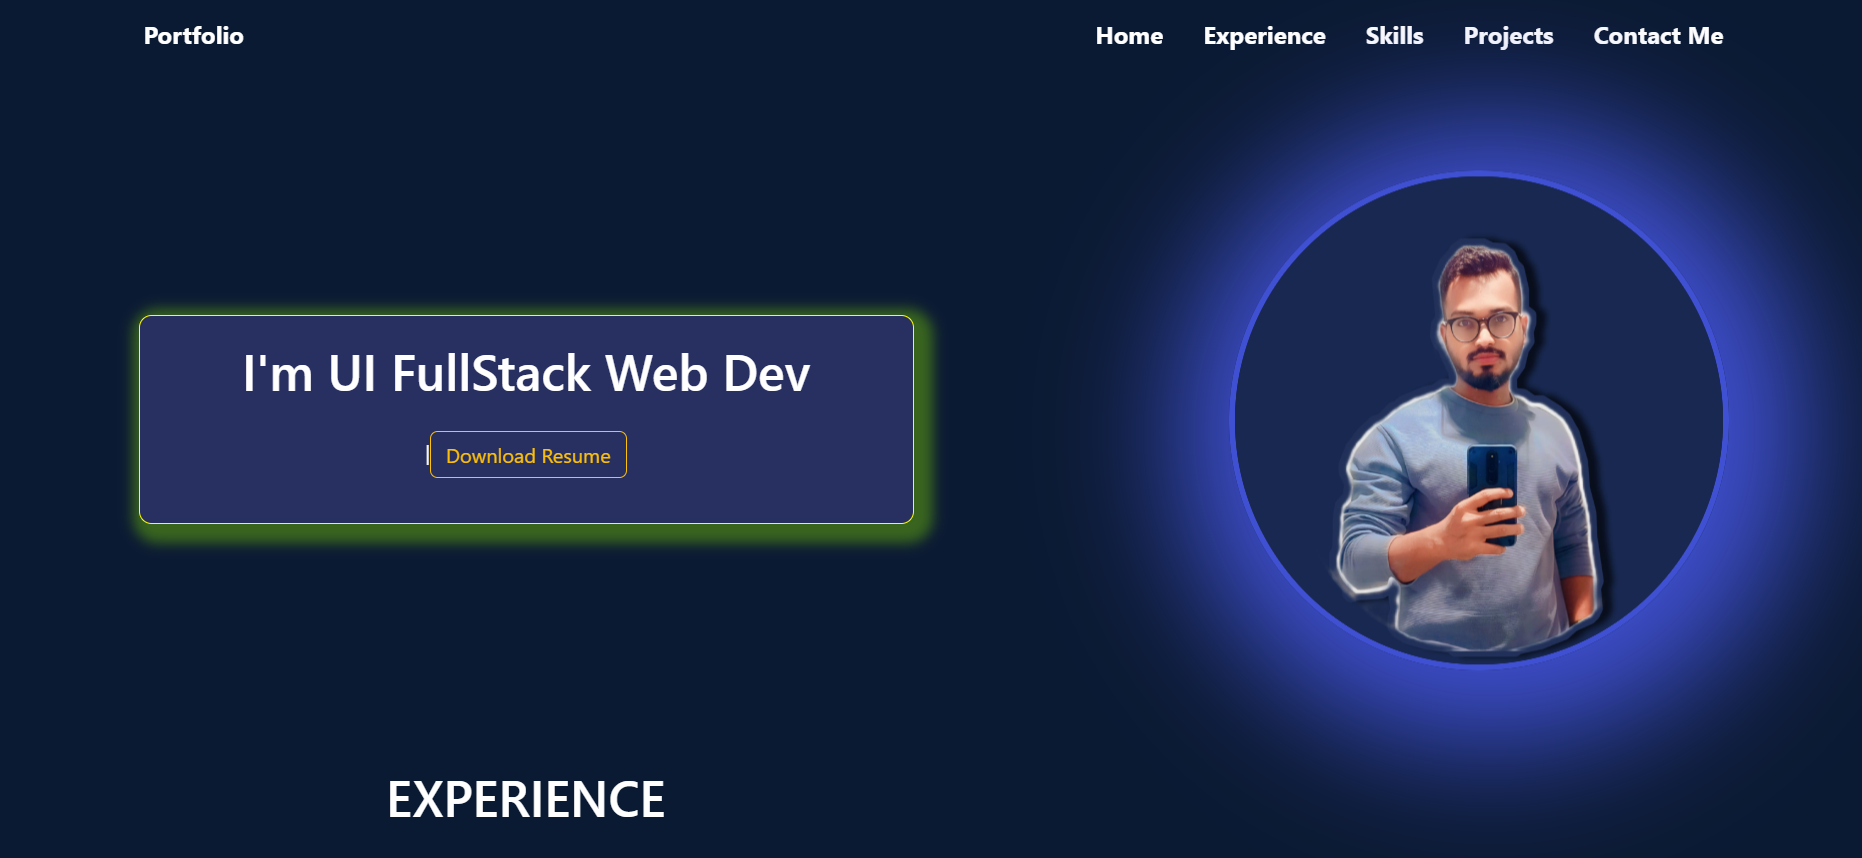 Portfolio Home Experience Skills Projects Contact Me
I'm UI FullStack Web Dev
Download Resume
EXPERIENCE